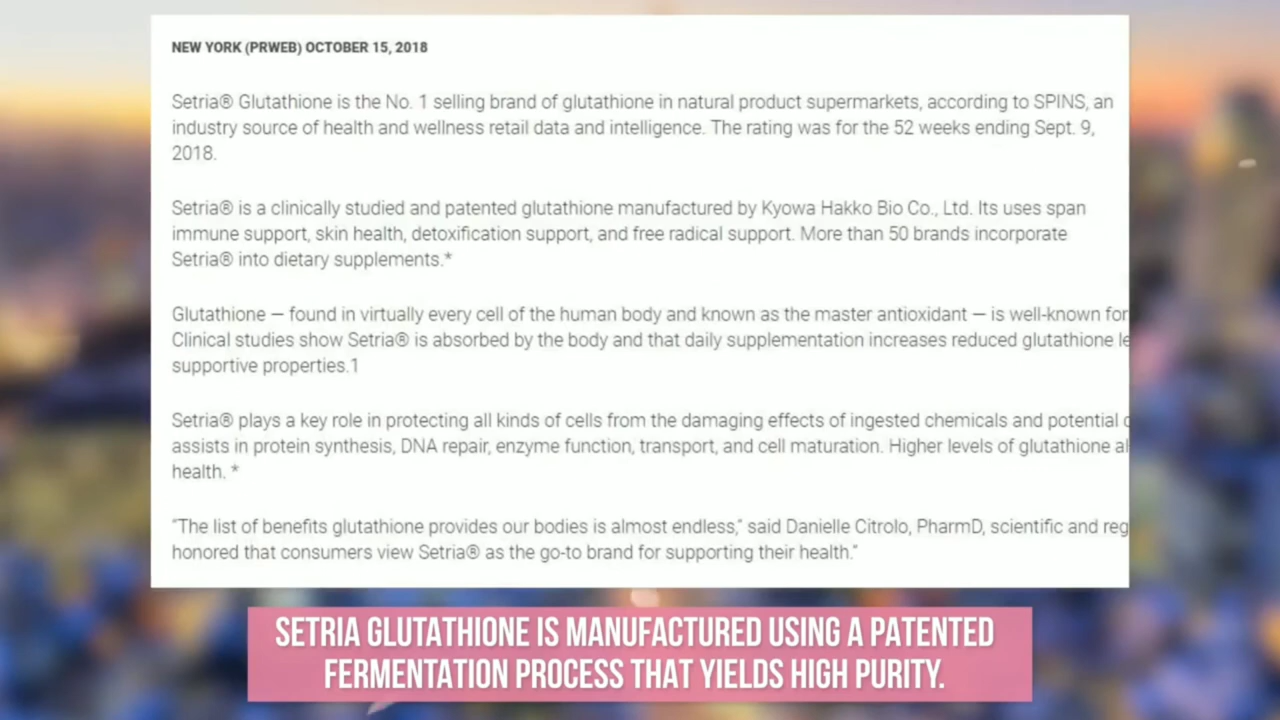 NEW YORK (PRWEB) OCTOBER 15, 2018
Setria® Glutathione is the No. 1 selling brand of glutathione in natural product supermarkets, according to SPINS, an
industry source of health and wellness retail data and intelligence. The rating was for the 52 weeks ending Sept. 9,
2018.
Setria® is a clinically studied and patented glutathione manufactured by Kyowa Hakko Bio Co., Ltd. Its uses span
immune support, skin health, detoxification support, and free radical support. More than 50 brands incorporate
Setria® into dietary supplements.*
Glutathione — found in virtually every cell of the human body and known as the master antioxidant — is well-known for
Clinical studies show Setria® is absorbed by the body and that daily supplementation increases reduced glutathione
supportive properties.1
Setria® plays a key role in protecting all kinds of cells from the damaging effects of ingested chemicals and potential
assists in protein synthesis, DNA repair, enzyme function, transport, and cell maturation. Higher levels of glutathione
health. *
“The list of benefits glutathione provides our bodies is almost endless,” said Danielle Citrolo, PharmD, scientific and
honored that consumers view Setria® as the go-to brand for supporting their health.”
SETRIA GLUTATHIONE IS MANUFACTURED USING A PATENTED
FERMENTATION PROCESS THAT YIELDS HIGH PURITY.